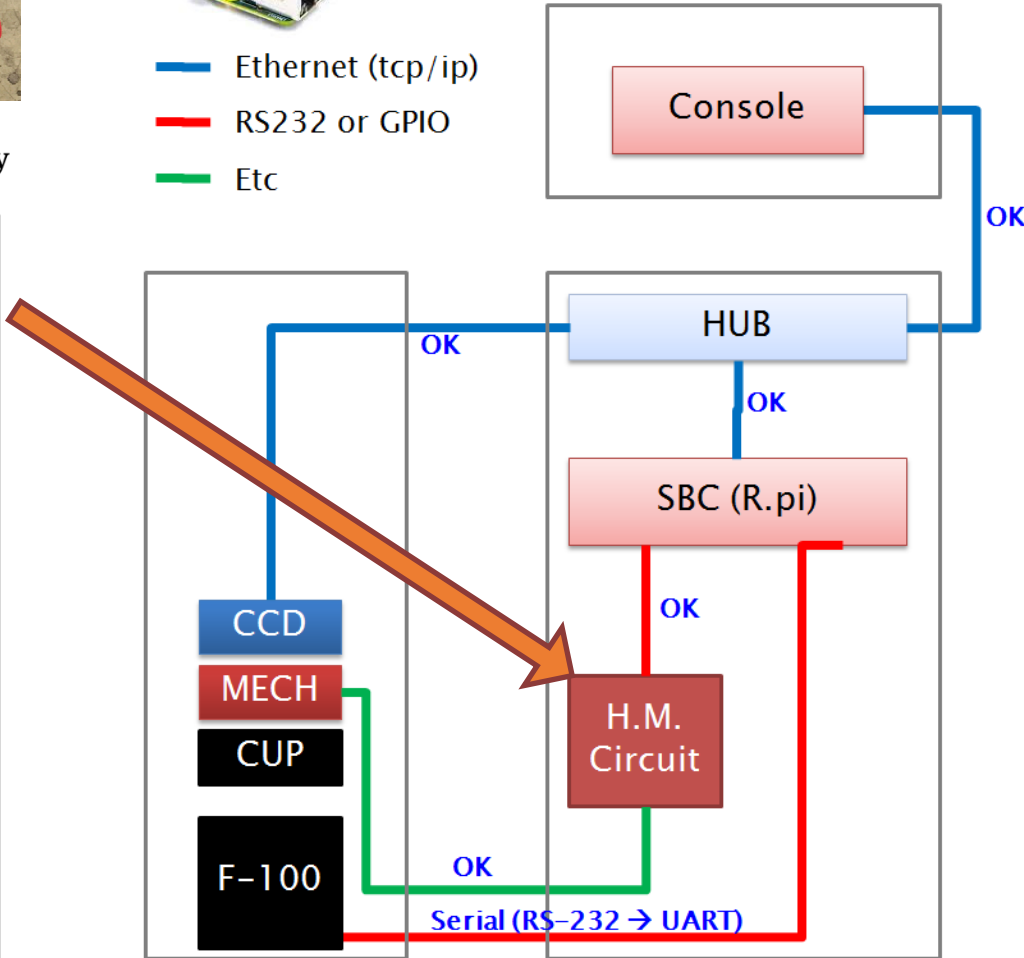 Ethernet (tcp/ip)
RS232 or GPIO
Etc
y
Console
OK
HUB
OK
OK
SBC (R.pi)
OK
CCD
MECH
CUP
F-100
H.M.
Circuit
OK
Serial (RS-232 → UART)